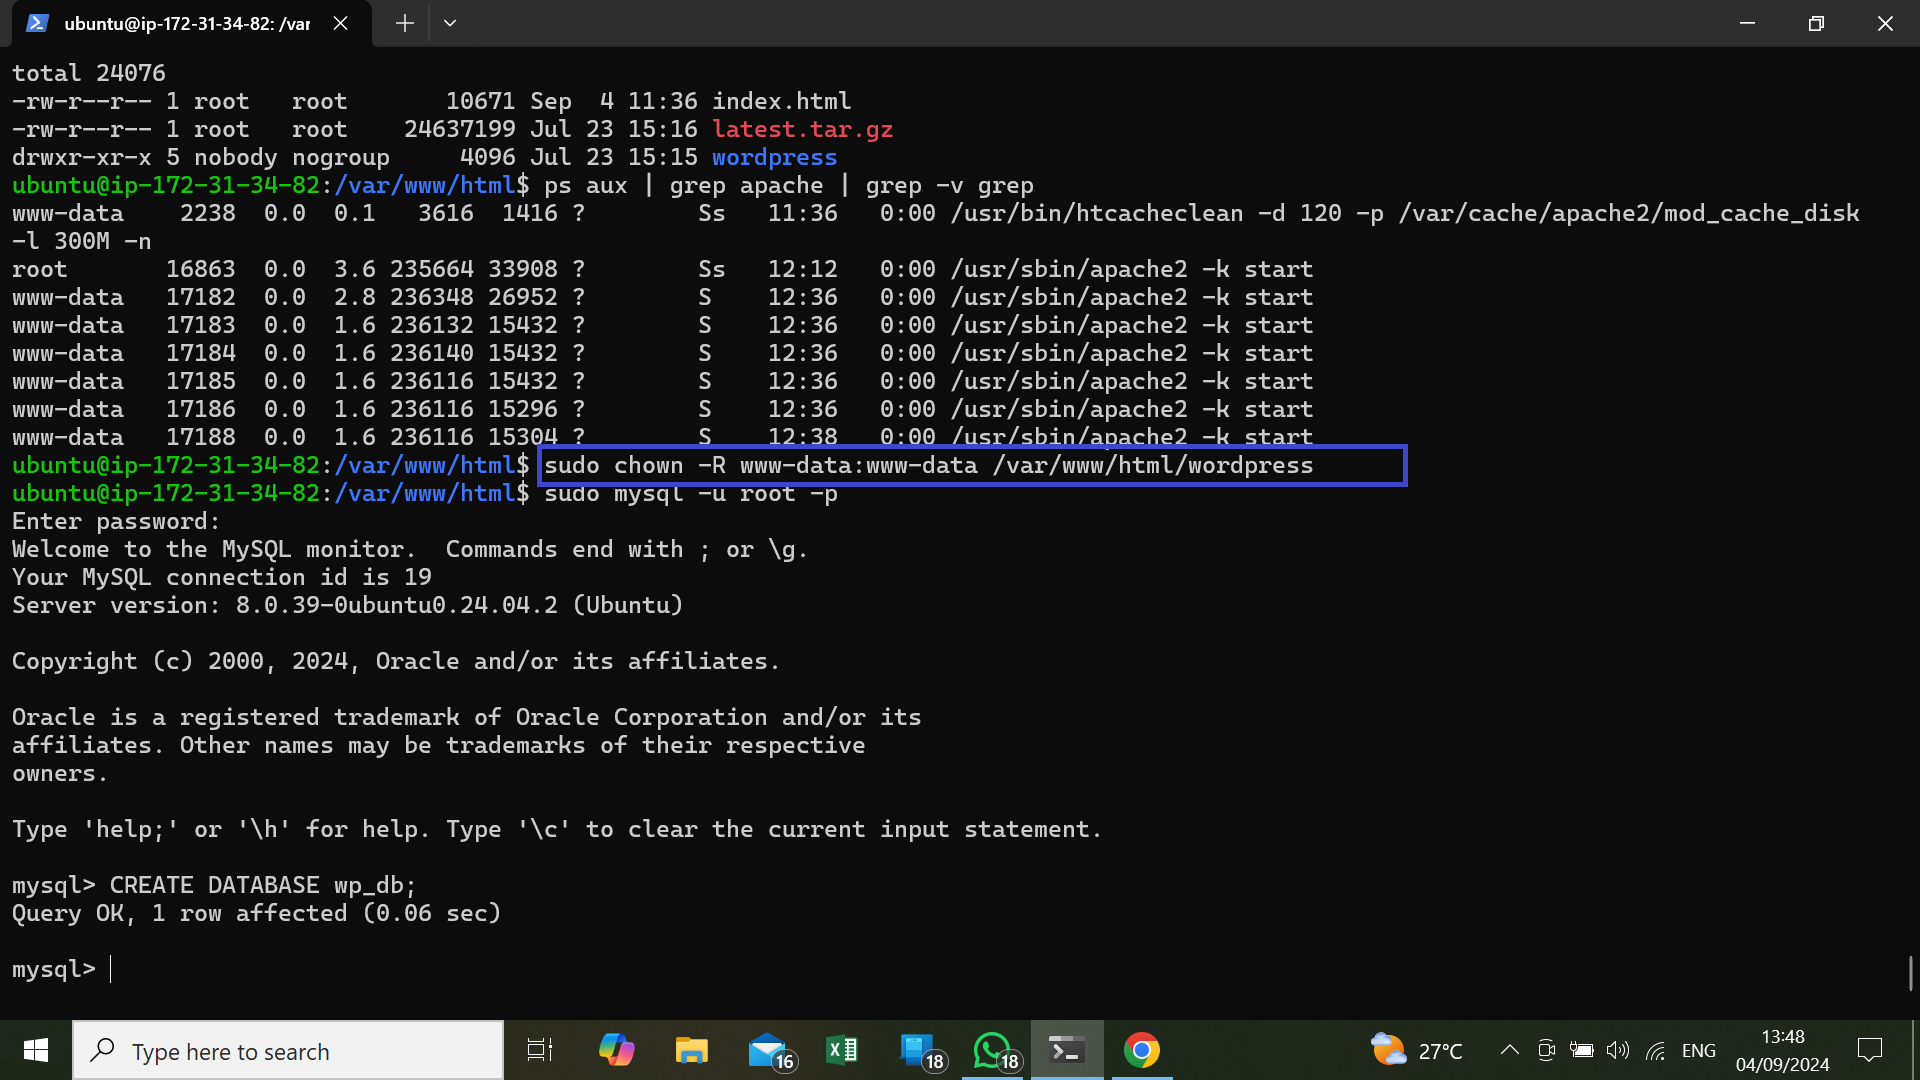 ubuntu@ip-172-31-34-82: /var
total 24076
-rw-r--r-- 1 root   root       10671 Sep  4 11:36 index.html
-rw-r--r-- 1 root   root    24637199 Jul 23 15:16 latest.tar.gz
drwxr-xr-x 5 nobody nogroup     4096 Jul 23 15:15 wordpress
ubuntu@ip-172-31-34-82:/var/www/html$ ps aux | grep apache | grep -v grep
www-data    2238  0.0  0.1   3616  1416 ?        Ss   11:36   0:00 /usr/bin/htcacheclean -d 120 -p /var/cache/apache2/mod_cache_disk
-l 300M -n
root       16863  0.0  3.6 235664 33908 ?        Ss   12:12   0:00 /usr/sbin/apache2 -k start
www-data   17182  0.0  2.8 236348 26952 ?        S    12:36   0:00 /usr/sbin/apache2 -k start
www-data   17183  0.0  1.6 236132 15432 ?        S    12:36   0:00 /usr/sbin/apache2 -k start
www-data   17184  0.0  1.6 236140 15432 ?        S    12:36   0:00 /usr/sbin/apache2 -k start
www-data   17185  0.0  1.6 236116 15432 ?        S    12:36   0:00 /usr/sbin/apache2 -k start
www-data   17186  0.0  1.6 236116 15296 ?        S    12:36   0:00 /usr/sbin/apache2 -k start
www-data   17188  0.0  1.6 236116 15304 ?        S    12:38   0:00 /usr/sbin/apache2 -k start
ubuntu@ip-172-31-34-82:/var/www/html$ sudo chown -R www-data:www-data /var/www/html/wordpress
ubuntu@ip-172-31-34-82:/var/www/html$ sudo mysql -u root -p
Enter password:
Welcome to the MySQL monitor.  Commands end with ; or \g.
Your MySQL connection id is 19
Server version: 8.0.39-0ubuntu0.24.04.2 (Ubuntu)
Copyright (c) 2000, 2024, Oracle and/or its affiliates.
Oracle is a registered trademark of Oracle Corporation and/or its
affiliates. Other names may be trademarks of their respective
owners.
Type 'help;' or '\h' for help. Type '\c' to clear the current input statement.
mysql> CREATE DATABASE wp_db;
Query OK, 1 row affected (0.06 sec)
mysql>
Type here to search
16
18
18
27°C
ENG
13:48
04/09/2024